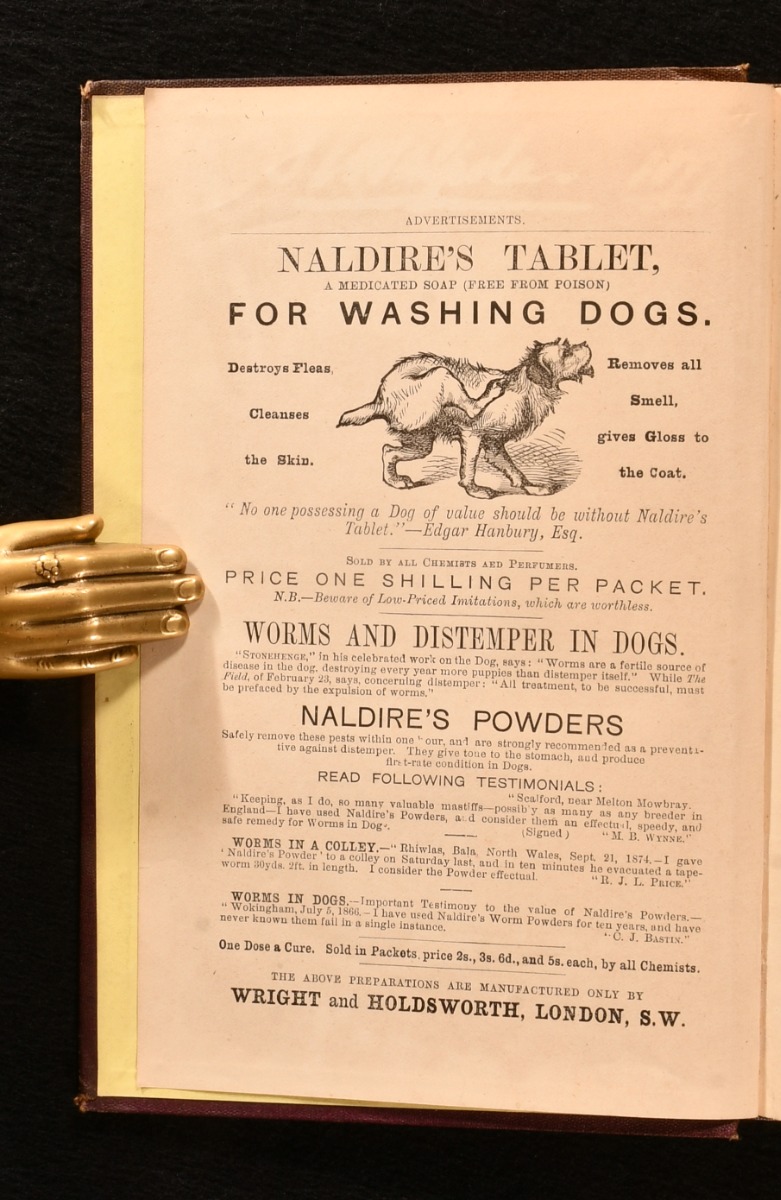 ADVERTISEMENTS.
NALDIRE'S TABLET,
A MEDICATED SOAP (FREE FROM POISON)
FOR WASHING DOGS.
Destroys Fleas,
Cleanses
the Skin.
Removes all
Smell,
gives Gloss to
the Coat.
"No one possessing a Dog of value should be without Naldire's
Tablet."—Edgar Hanbury, Esq.
SOLD BY ALL CHEMISTS AED PERFUMERS.
PRICE ONE SHILLING PER PACKET.
N.B.—Beware of Low-Priced Imitations, which are worthless.
WORMS AND DISTEMPER IN DOGS.
"STONEHENGE," in his celebrated work on the Dog, says: "Worms are a fertile source of
disease in the dog, destroying every year more puppies than distemper itself." While The
Field, of February 23, says, concerning distemper: "All treatment, to be successful, must
be prefaced by the expulsion of worms."
NALDIRE'S POWDERS
Safely remove these pests within one hour, and are strongly recommended as a preventa-
tive against distemper. They give tone to the stomach, and produce
first-rate condition in Dogs.
READ FOLLOWING TESTIMONIALS:
"Scalford, near Melton Mowbray.
"Keeping, as I do, so many valuable mastiffs—possibly as many as any breeder in
England—I have used Naldire's Powders, and consider them an effectual, speedy, and
safe remedy for Worms in Dogs.
(Signed) "M. B. WYNNE."
WORMS IN A COLLEY.—"Rhiwlas, Bala, North Wales, Sept. 21, 1874.—I gave
'Naldire's Powder' to a colley on Saturday last, and in ten minutes he evacuated a tape-
worm 30yds. 2ft. in length. I consider the Powder effectual. "R. J. L. PRICE."
WORMS IN DOGS.—Important Testimony to the value of Naldire's Powders.—
"Wokingham, July 5, 1866.—I have used Naldire's Worm Powders for ten years, and have
never known them fail in a single instance. "C. J. BASTIN."
One Dose a Cure. Sold in Packets, price 2s., 3s. 6d., and 5s. each, by all Chemists.
THE ABOVE PREPARATIONS ARE MANUFACTURED ONLY BY
WRIGHT and HOLDSWORTH, LONDON, S.W.